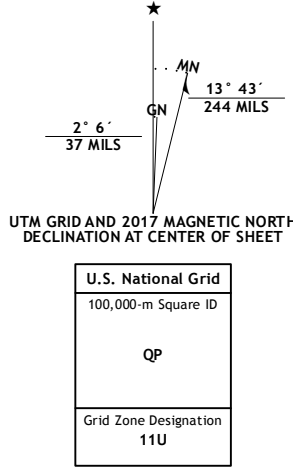 MN
13° 43´
244 MILS
GN
2° 6´
37 MILS
UTM GRID AND 2017 MAGNETIC NORTH
DECLINATION AT CENTER OF SHEET
U.S. National Grid
100,000-m Square ID
QP
Grid Zone Designation
11U